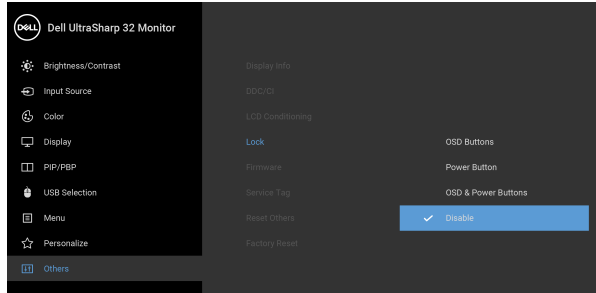 DELL Dell UltraSharp 32 Monitor
Brightness/Contrast
Input Source
Color
Display
PIP/PBP
USB Selection
Menu
Personalize
Others
Display Info
DDC/CI
LCD Conditioning
Lock
Firmware
Service Tag
Reset Others
Factory Reset
OSD Buttons
Power Button
OSD & Power Buttons
Disable